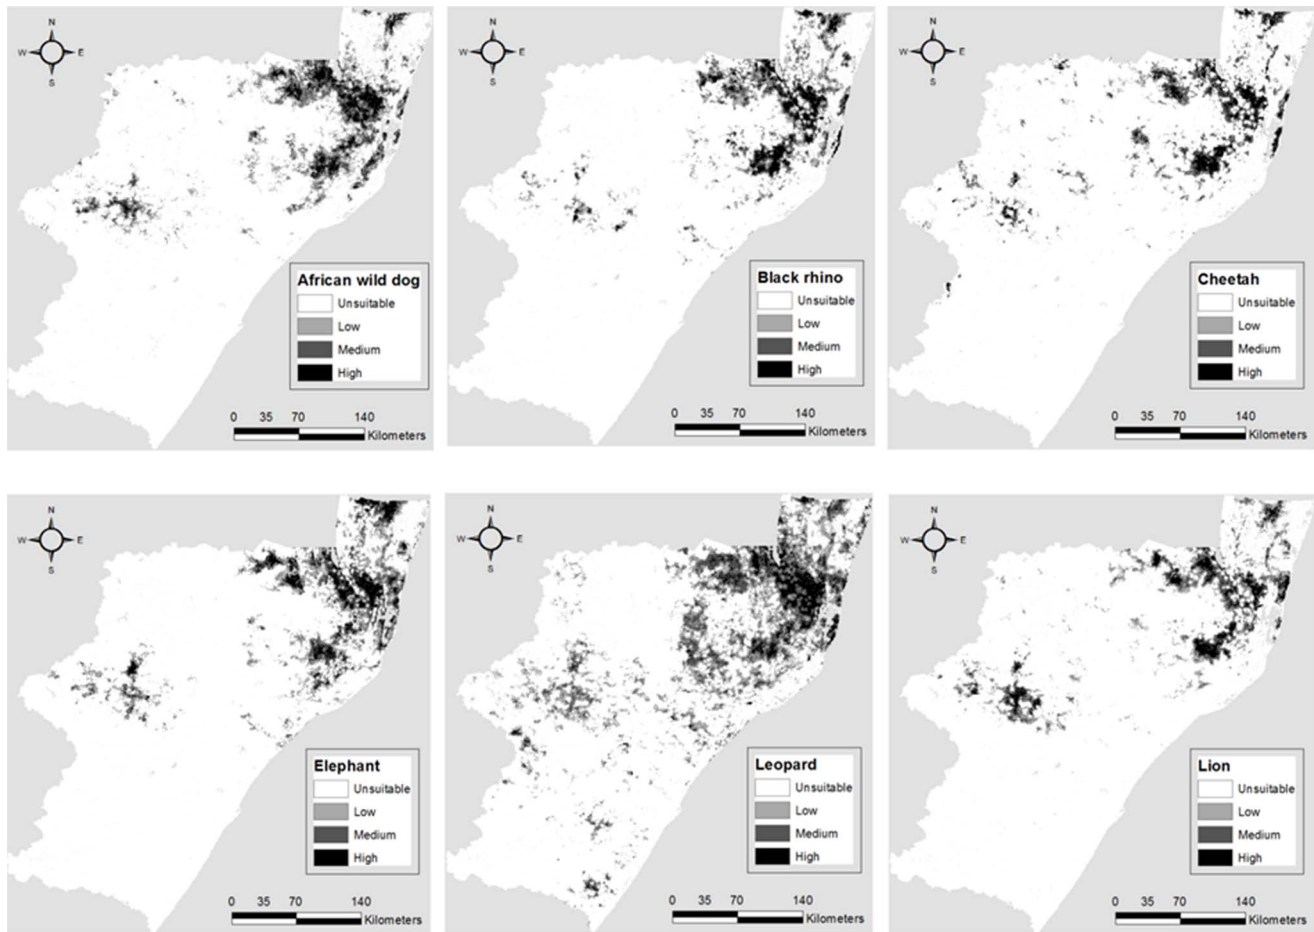 N
W E
S
African wild dog
Unsuitable
Low
Medium
High
0 35 70 140
Kilometers
N
W E
S
Black rhino
Unsuitable
Low
Medium
High
0 35 70 140
Kilometers
N
W E
S
Cheetah
Unsuitable
Low
Medium
High
0 35 70 140
Kilometers
N
W E
S
Elephant
Unsuitable
Low
Medium
High
0 35 70 140
Kilometers
N
W E
S
Leopard
Unsuitable
Low
Medium
High
0 35 70 140
Kilometers
N
W E
S
Lion
Unsuitable
Low
Medium
High
0 35 70 140
Kilometers